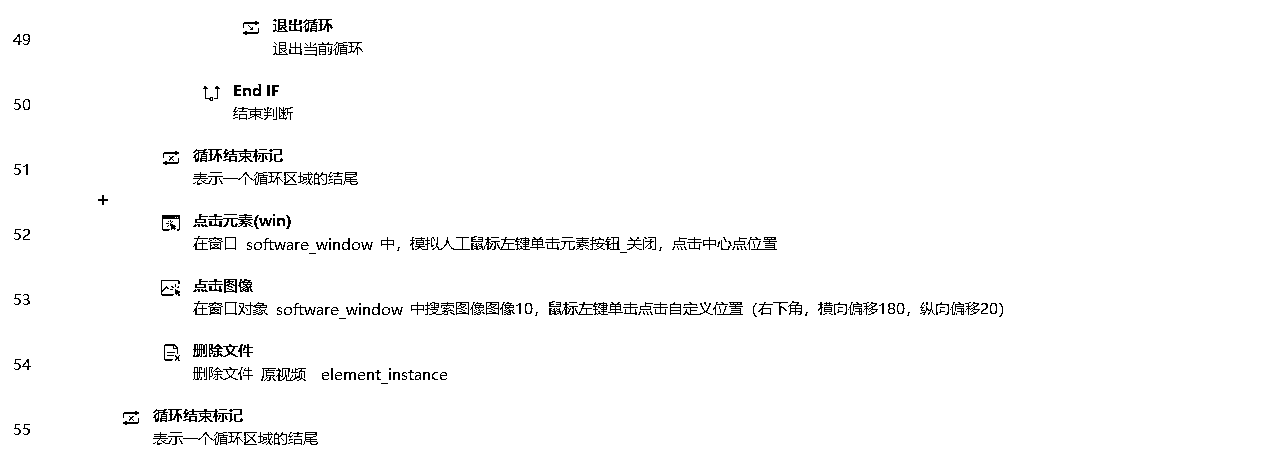 49
退出循环
退出当前循环
50
End IF
结束判断
51
循环结束标记
表示一个循环区域的结尾
+
52
点击元素(win)
在窗口 software_window 中，模拟人工鼠标左键单击元素按钮_关闭，点击中心点位置
53
点击图像
在窗口对象 software_window 中搜索图像图像10，鼠标左键单击点击自定义位置（右下角，横向偏移180，纵向偏移20）
54
删除文件
删除文件 原视频 element_instance
55
循环结束标记
表示一个循环区域的结尾